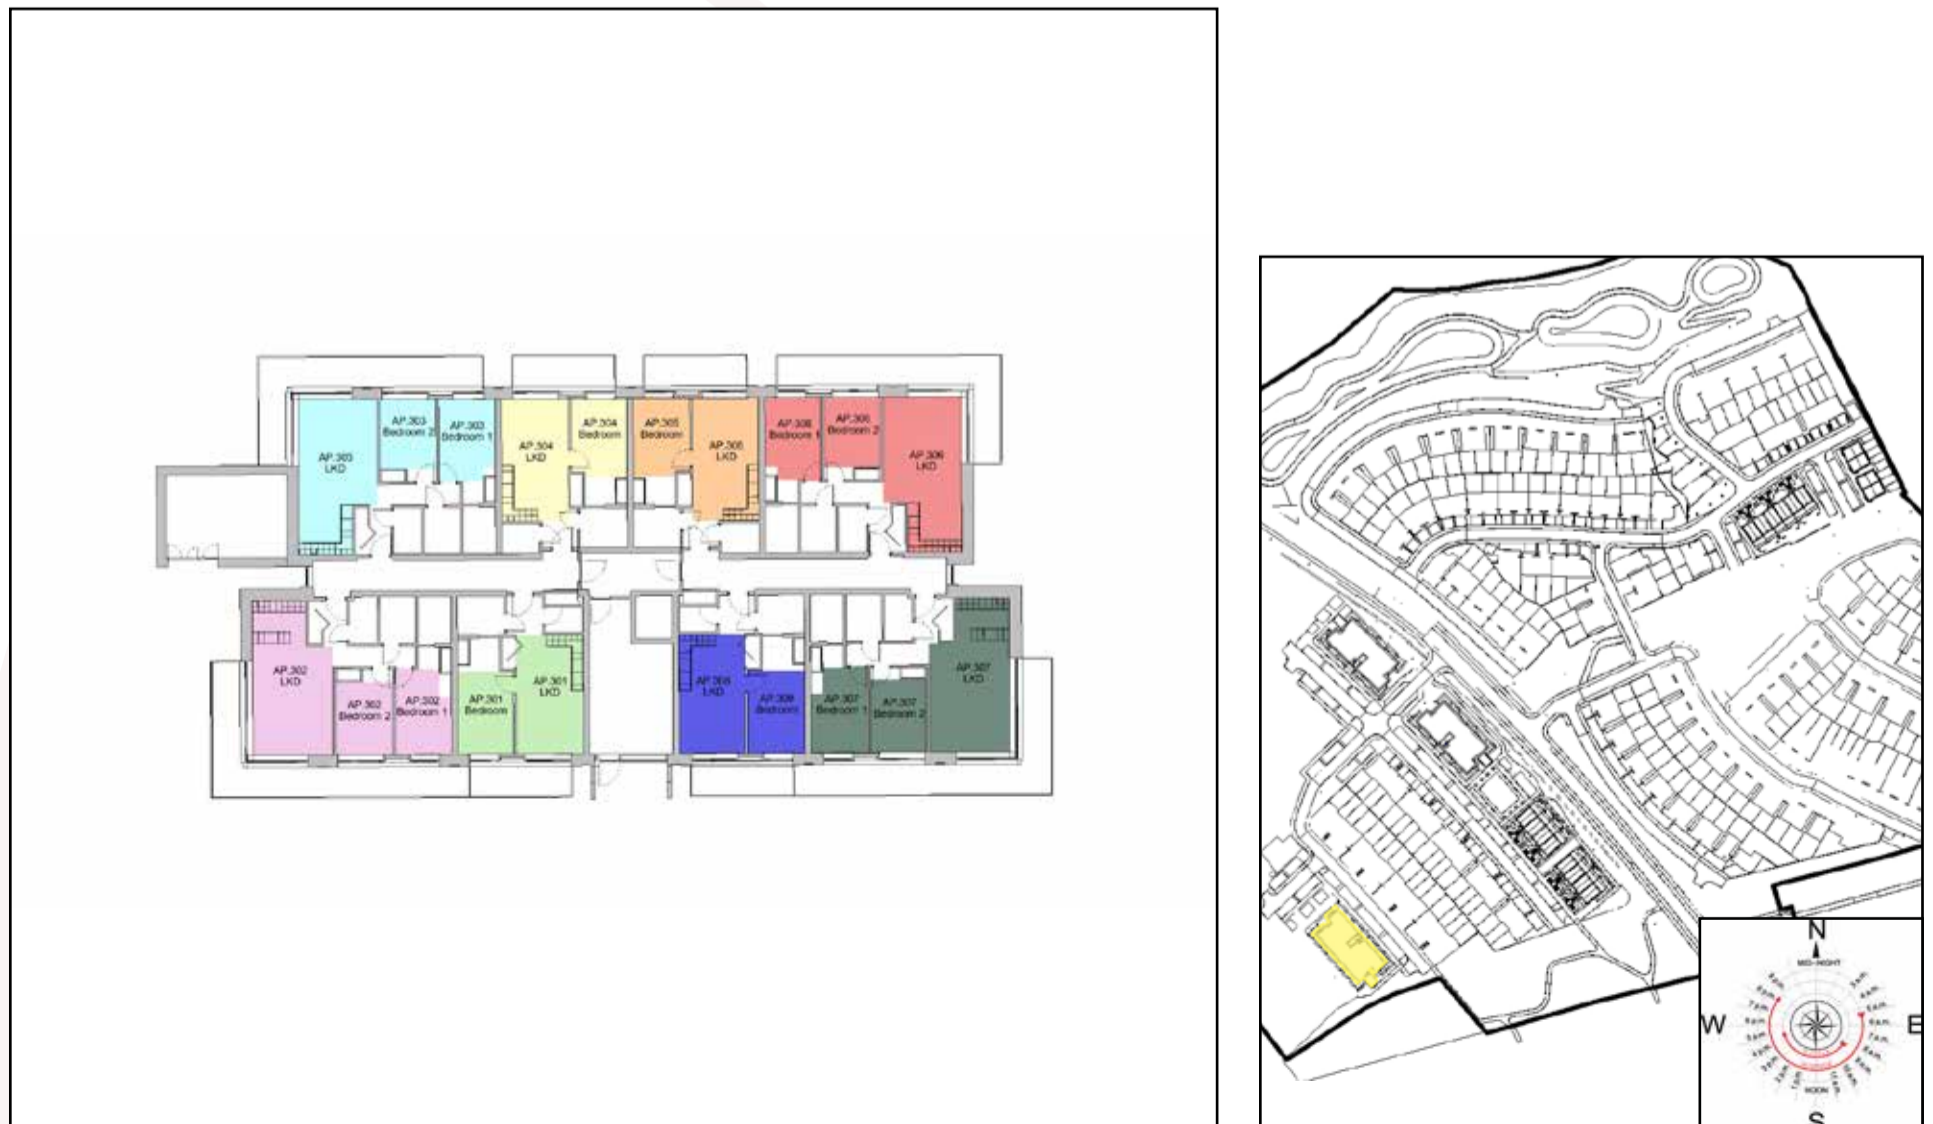 AP.303
LKD
AP.303
Bedroom 2
AP.303
Bedroom 1
AP.304
LKD
AP.304
Bedroom
AP.305
Bedroom
AP.305
LKD
AP.306
Bedroom 1
AP.306
Bedroom 2
AP.306
LKD
AP.302
LKD
AP.302
Bedroom 2
AP.302
Bedroom 1
AP.301
Bedroom
AP.301
LKD
AP.308
LKD
AP.308
Bedroom
AP.307
Bedroom 1
AP.307
Bedroom 2
AP.307
LKD
N
MID-NIGHT
W
E
NOON
S